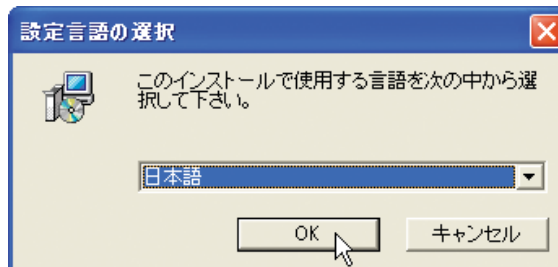 設定言語の選択
このインストールで使用する言語を次の中から選
択して下さい。
日本語
OK
キャンセル